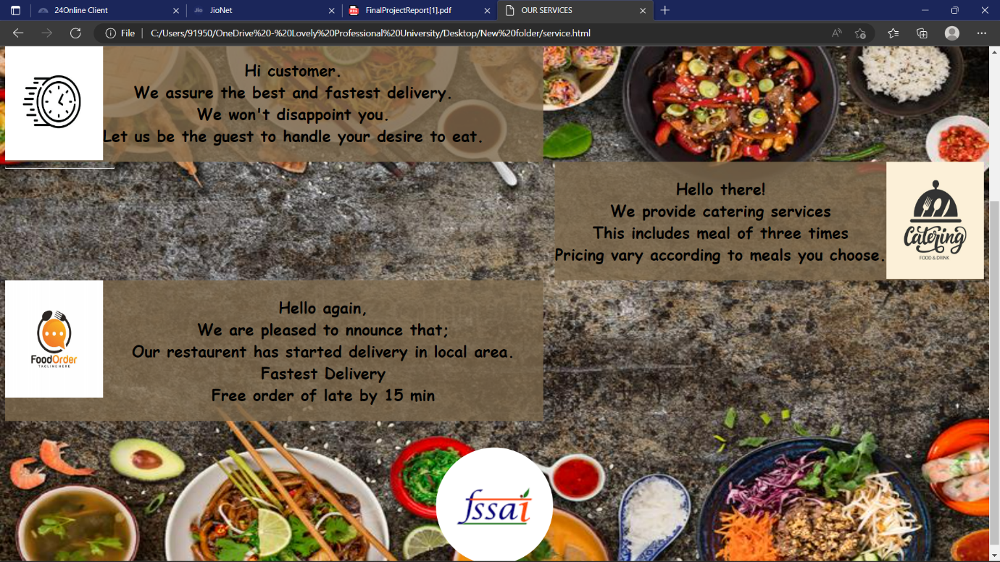 24Online Client
JioNet
FinalProjectReport[1].pdf
OUR SERVICES
File
C:/Users/91950/OneDrive%20-%20Lovely%20Professional%20University/Desktop/New%20folder/service.html
Hi customer.
We assure the best and fastest delivery.
We won't disappoint you.
Let us be the guest to handle your desire to eat.
Hello there!
We provide catering services
This includes meal of three times
Pricing vary according to meals you choose.
Catering
FOOD & DRINK
Hello again,
We are pleased to nnounce that;
Our restaurent has started delivery in local area.
Fastest Delivery
Free order of late by 15 min
FoodOrder
TAGLINE HERE
fssai